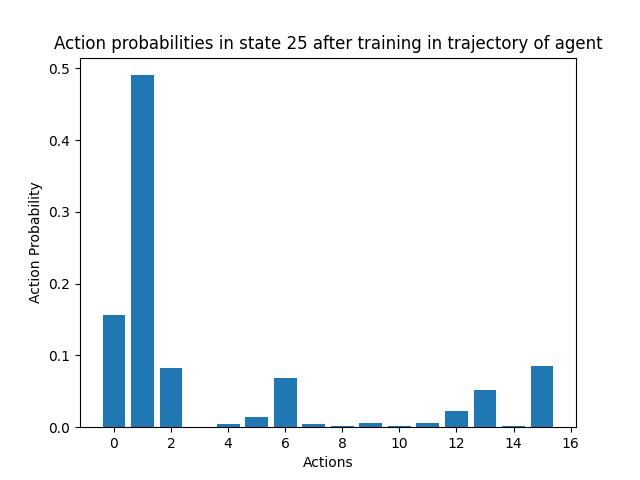 Action probabilities in state 25 after training in trajectory of agent
0.5
0.4
0.3
0.2
0.1
0.0
Action Probability
0 2 4 6 8 10 12 14 16
Actions